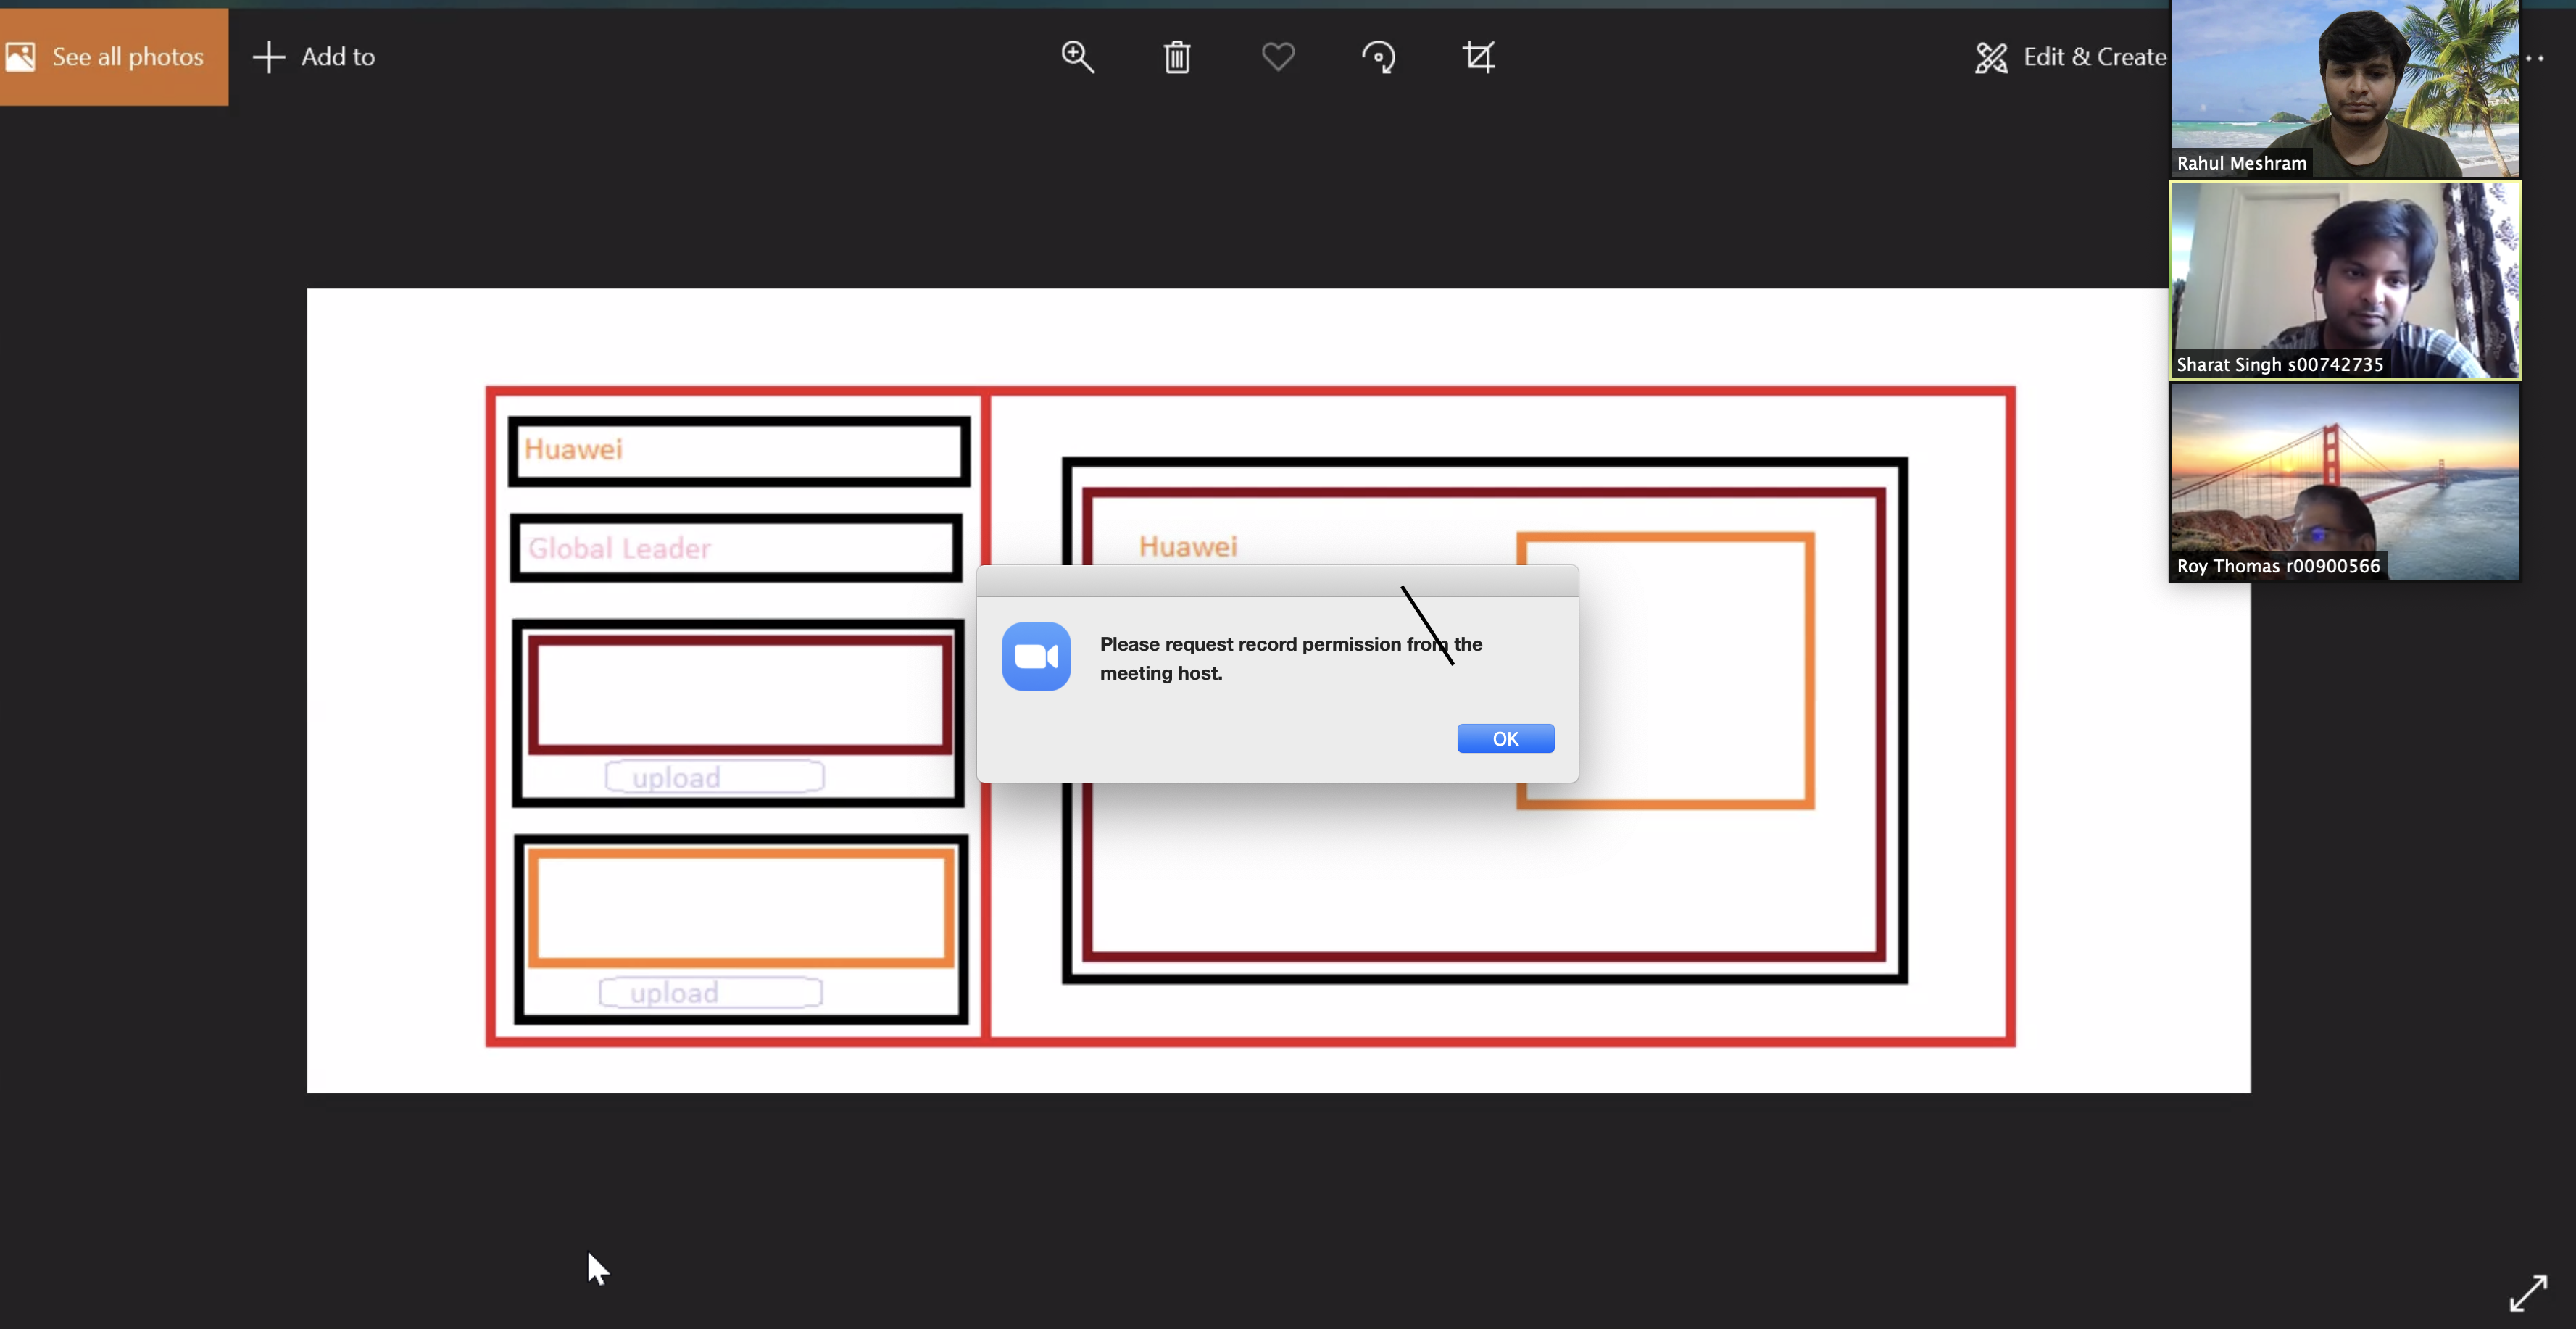 See all photos
Add to
Edit & Create
Rahul Meshram
Sharat Singh s00742735
Roy Thomas r00900566
Huawei
Global Leader
upload
upload
Huawei
Please request record permission from the
meeting host.
OK